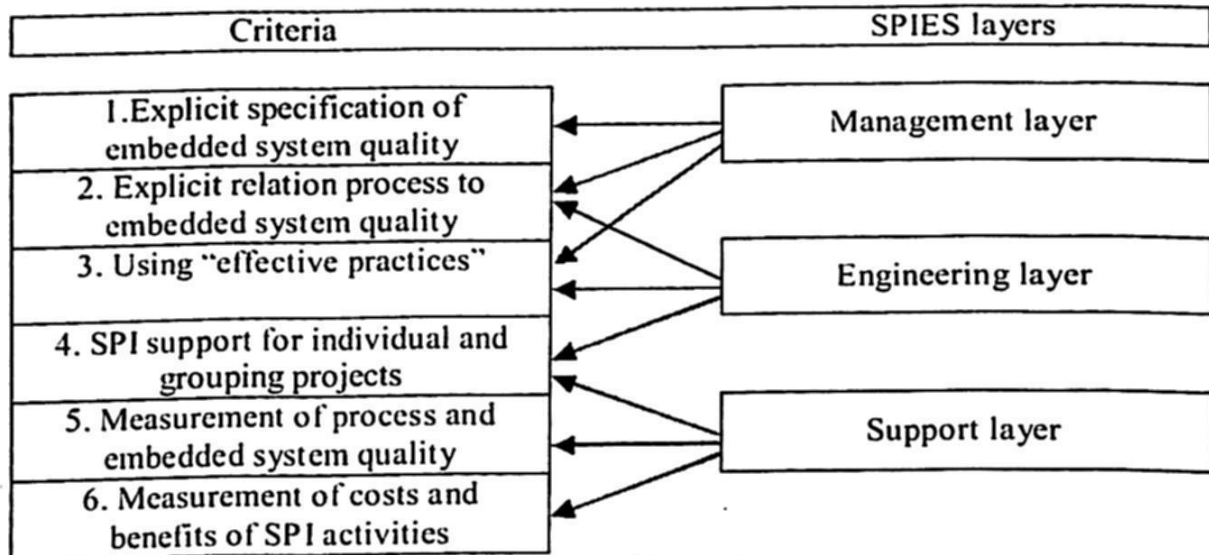 Criteria SPIES layers
1.Explicit specification of
embedded system quality
2. Explicit relation process to
embedded system quality
3. Using “effective practices”
4. SPI support for individual and
grouping projects
5. Measurement of process and
embedded system quality
6. Measurement of costs and
benefits of SPI activities
Management layer
Engineering layer
Support layer